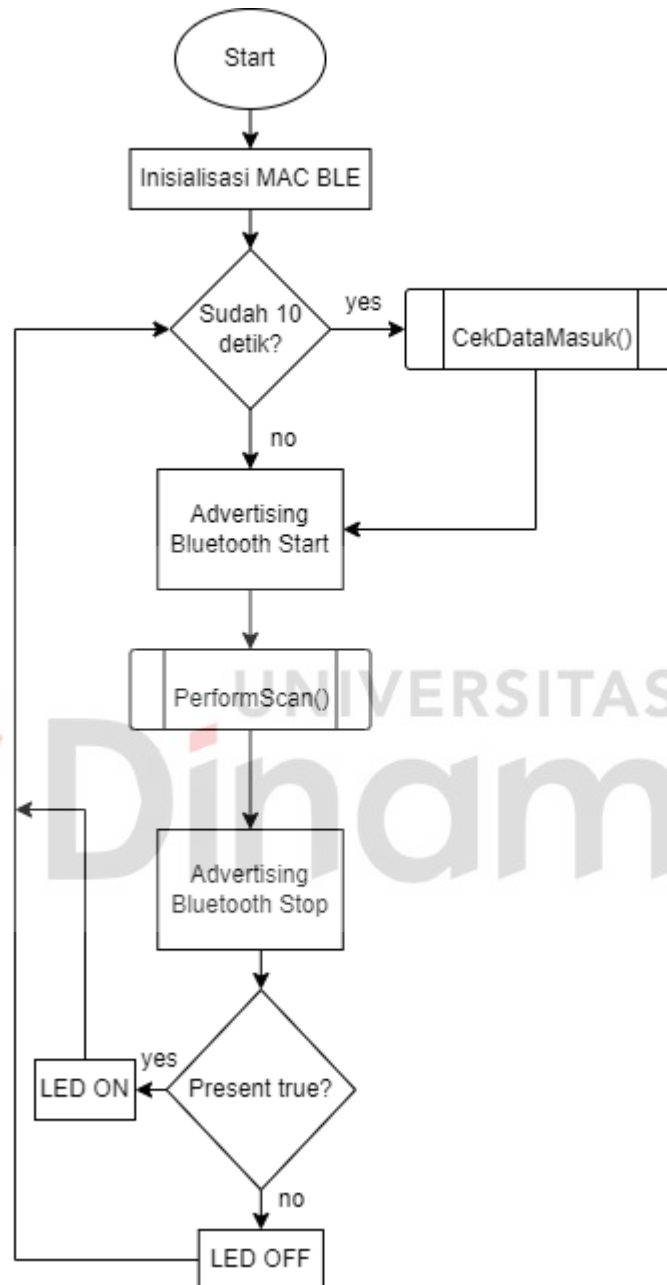 Start
Inisialisasi MAC BLE
Sudah 10
detik?
yes
CekDataMasuk()
no
Advertising
Bluetooth Start
PerformScan()
UNIVERSITAS
Dinam
Advertising
Bluetooth Stop
Present true?
yes
LED ON
no
LED OFF